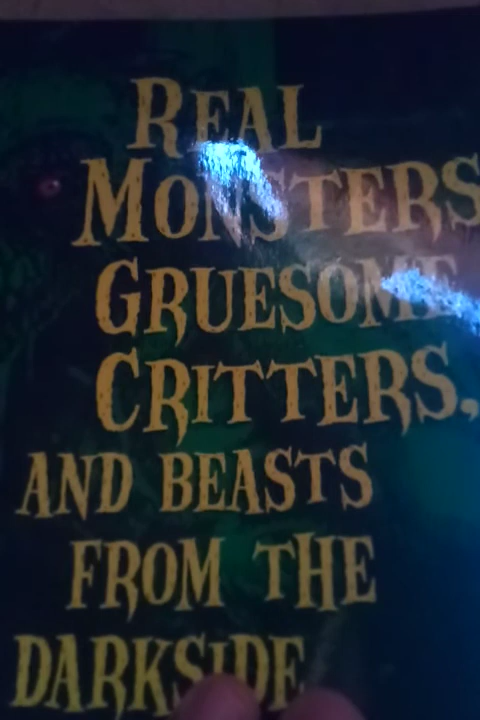 REAL
MONSTERS
GRUESOME
CRITTERS,
AND BEASTS
FROM THE
DARKSIDE